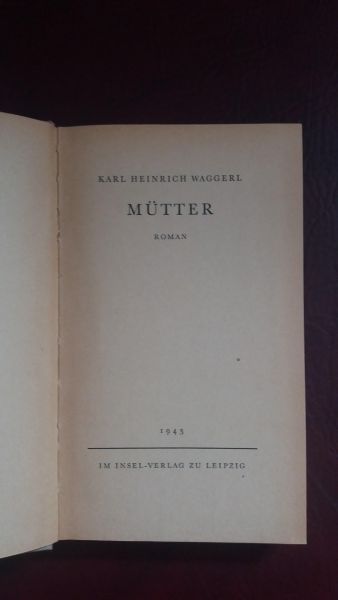 KARL HEINRICH WAGGERL
MÜTTER
ROMAN
1943
IM INSEL-VERLAG ZU LEIPZIG